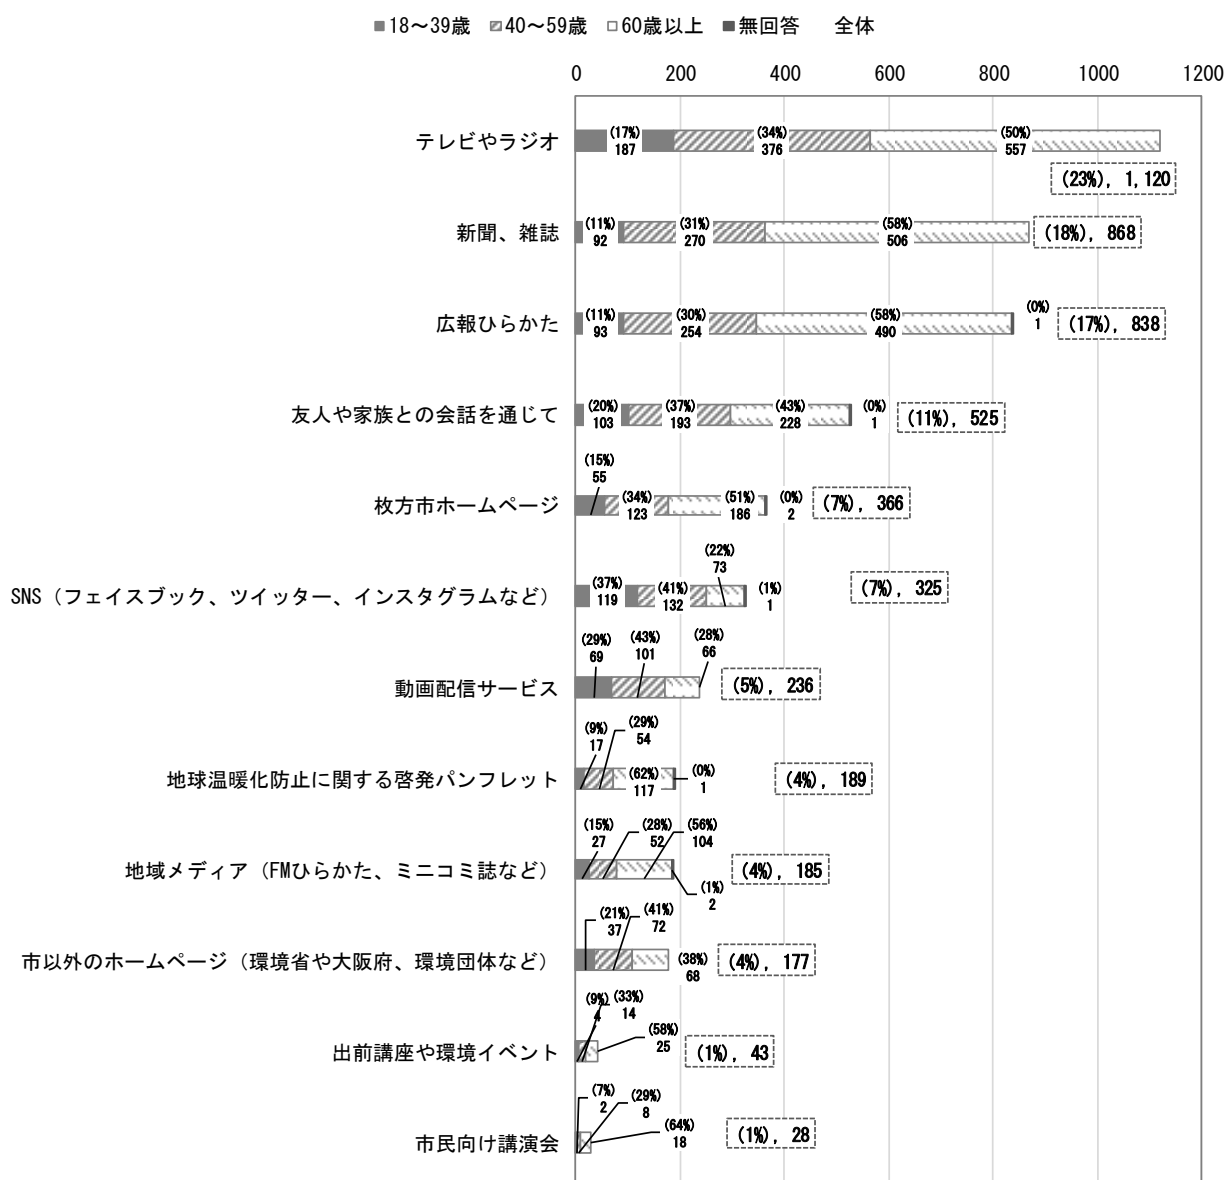 18～39歳 40～59歳 60歳以上 無回答 全体
0 200 400 600 800 1000 1200
テレビやラジオ
(17%) (34%) (50%)
187 376 557
(23%), 1,120
新聞、雑誌
(11%) (31%) (58%)
92 270 506
(18%), 868
広報ひらかた
(11%) (30%) (58%) (0%)
93 254 490 1
(17%), 838
友人や家族との会話を通じて
(20%) (37%) (43%) (0%)
103 193 228 1
(11%), 525
枚方市ホームページ
(15%)
55
(34%) (51%) (0%)
123 186 2
(7%), 366
SNS（フェイスブック、ツイッター、インスタグラムなど）
(22%)
73
(37%) (41%) (1%)
119 132 1
(7%), 325
動画配信サービス
(29%) (43%) (28%)
69 101 66
(5%), 236
地球温暖化防止に関する啓発パンフレット
(9%) (29%)
17 54
(62%) (0%)
117 1
(4%), 189
地域メディア（FMひらかた、ミニコミ誌など）
(15%) (28%) (56%)
27 52 104
(1%)
2
(4%), 185
市以外のホームページ（環境省や大阪府、環境団体など）
(21%) (41%)
37 72
(38%)
68
(4%), 177
出前講座や環境イベント
(9%) (33%)
4 14
(58%)
25
(1%), 43
市民向け講演会
(7%) (29%)
2 8
(64%)
18
(1%), 28